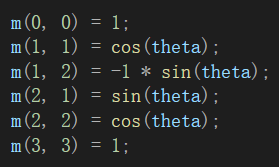 m(0, 0) = 1;
m(1, 1) = cos(theta);
m(1, 2) = -1 * sin(theta);
m(2, 1) = sin(theta);
m(2, 2) = cos(theta);
m(3, 3) = 1;